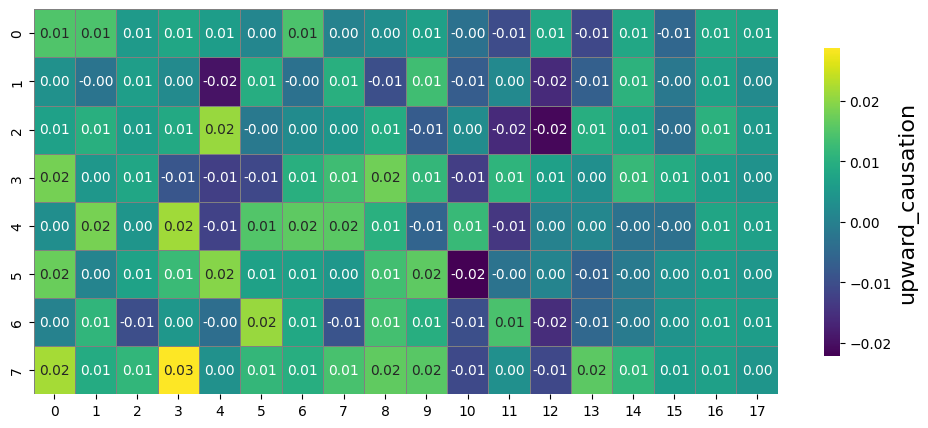 0 0.01 0.01 0.01 0.01 0.01 0.00 0.01 0.00 0.00 0.01 -0.00 -0.01 0.01 -0.01 0.01 -0.01 0.01 0.01
1 0.00 -0.00 0.01 0.00 -0.02 0.01 -0.00 0.01 -0.01 0.01 -0.01 0.00 -0.02 -0.01 0.01 -0.00 0.01 0.00
2 0.01 0.01 0.01 0.01 0.02 -0.00 0.00 0.00 0.01 -0.01 0.00 -0.02 -0.02 0.01 0.01 -0.00 0.01 0.01
3 0.02 0.00 0.01 -0.01 -0.01 -0.01 0.01 0.01 0.02 0.01 -0.01 0.01 0.01 0.00 0.01 0.01 0.01 0.00
4 0.00 0.02 0.00 0.02 -0.01 0.01 0.02 0.02 0.01 -0.01 0.01 -0.01 0.00 0.00 -0.00 -0.00 0.01 0.01
5 0.02 0.00 0.01 0.01 0.02 0.01 0.01 0.00 0.01 0.02 -0.02 -0.00 0.00 -0.01 -0.00 0.00 0.01 0.00
6 0.00 0.01 -0.01 0.00 -0.00 0.02 0.01 -0.01 0.01 0.01 -0.01 0.01 -0.02 -0.01 -0.00 0.00 0.01 0.01
7 0.02 0.01 0.01 0.03 0.00 0.01 0.01 0.01 0.02 0.02 -0.01 0.00 -0.01 0.02 0.01 0.01 0.01 0.00
0 1 2 3 4 5 6 7 8 9 10 11 12 13 14 15 16 17
0.02
0.01
0.00
−0.01
−0.02
upward_causation